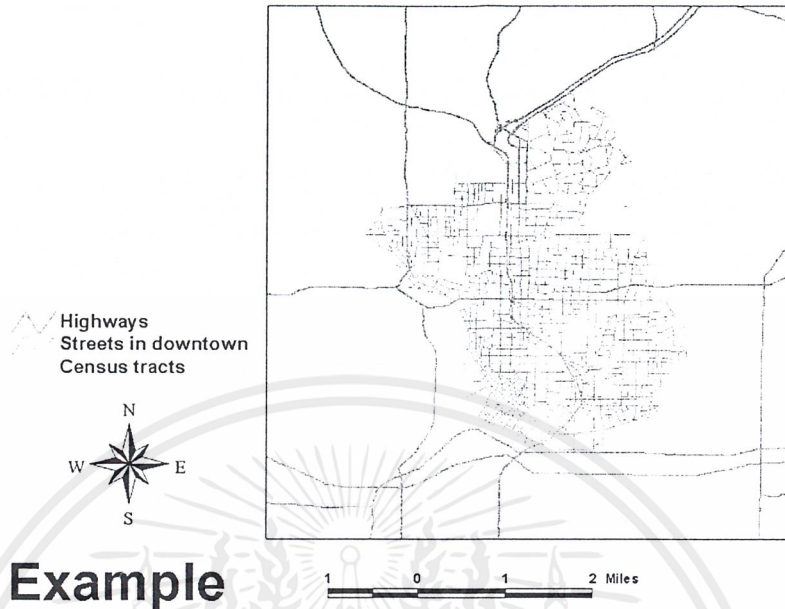 Highways
Streets in downtown
Census tracts
N
W E
S
Example
1 0 1 2 Miles